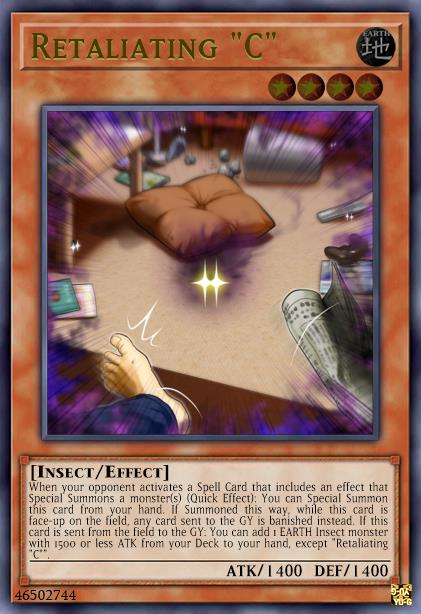 RETALIATING "C"
EARTH
地
[INSECT/EFFECT]
When your opponent activates a Spell Card that includes an effect that
Special Summons a monster(s) (Quick Effect): You can Special Summon
this card from your hand. If Summoned this way, while this card is
face-up on the field, any card sent to the GY is banished instead. If this
card is sent from the field to the GY: You can add 1 EARTH Insect monster
with 1500 or less ATK from your Deck to your hand, except "Retaliating
"C"".
ATK/1400 DEF/1400
46502744